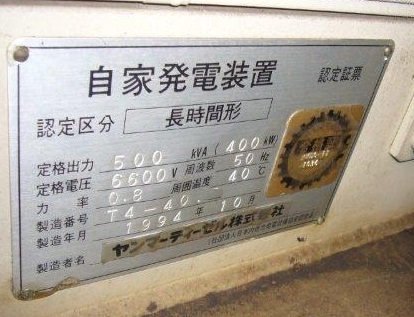 自家発電装置
認定証票
認定区分 長時間形
定格出力 500 kVA (400kW)
定格電圧 6600 V 周波数 50 Hz
力率 0.8 周囲温度 40 ℃
製造番号 T4-40
製造年月 1994 年 10 月
製造者名 ヤンマーディーゼル株式会社